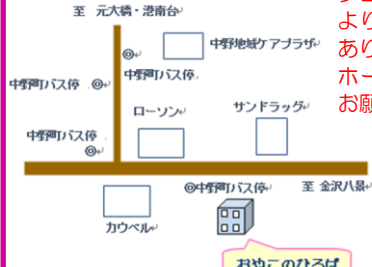 至 元大橋・港南台
中野地域ケアプラザ
中野町バス停
中野町バス停
ローソン
サンドラッグ
中野町バス停
中野町バス停
至 金沢八景
カウベル
おやこのひろば
より
あり
ホー
お願